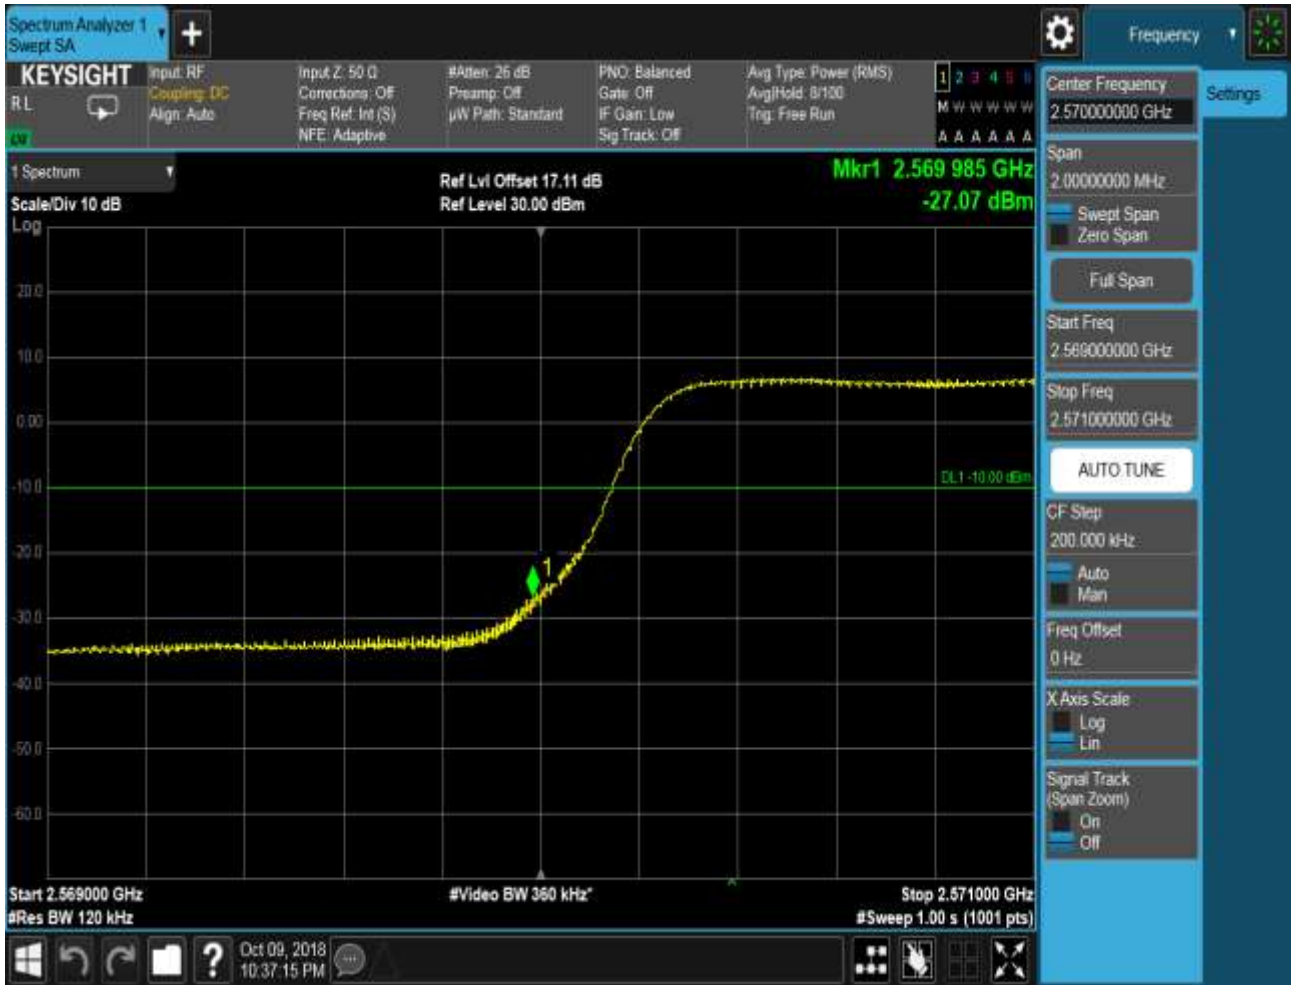 Spectrum Analyzer 1
Swept SA
Frequency
KEYSIGHT
R L
Input: RF
Coupling: DC
Align: Auto
Input Z: 50 Ω
Corrections: Off
Freq Ref: Int (S)
NFE: Adaptive
#Atten: 26 dB
Preamp: Off
µW Path: Standard
PNO: Balanced
Gate: Off
IF Gain: Low
Sig Track: Off
Avg Type: Power (RMS)
Avg|Hold: 8/100
Trig: Free Run
1 2 3 4 5 6
M W W W W W
A A A A A A
1 Spectrum
Scale/Div 10 dB
Log
Ref Lvl Offset 17.11 dB
Ref Level 30.00 dBm
Mkr1 2.569 985 GHz
-27.07 dBm
20.0
10.0
0.00
-10.0
-20.0
-30.0
-40.0
-50.0
-60.0
DL1 -10.00 dBm
1
Start 2.569000 GHz
#Res BW 120 kHz
#Video BW 360 kHz*
Stop 2.571000 GHz
#Sweep 1.00 s (1001 pts)
Center Frequency
2.570000000 GHz
Settings
Span
2.00000000 MHz
Swept Span
Zero Span
Full Span
Start Freq
2.569000000 GHz
Stop Freq
2.571000000 GHz
AUTO TUNE
CF Step
200.000 kHz
Auto
Man
Freq Offset
0 Hz
X Axis Scale
Log
Lin
Signal Track
(Span Zoom)
On
Off
?
Oct 09, 2018
10:37:15 PM